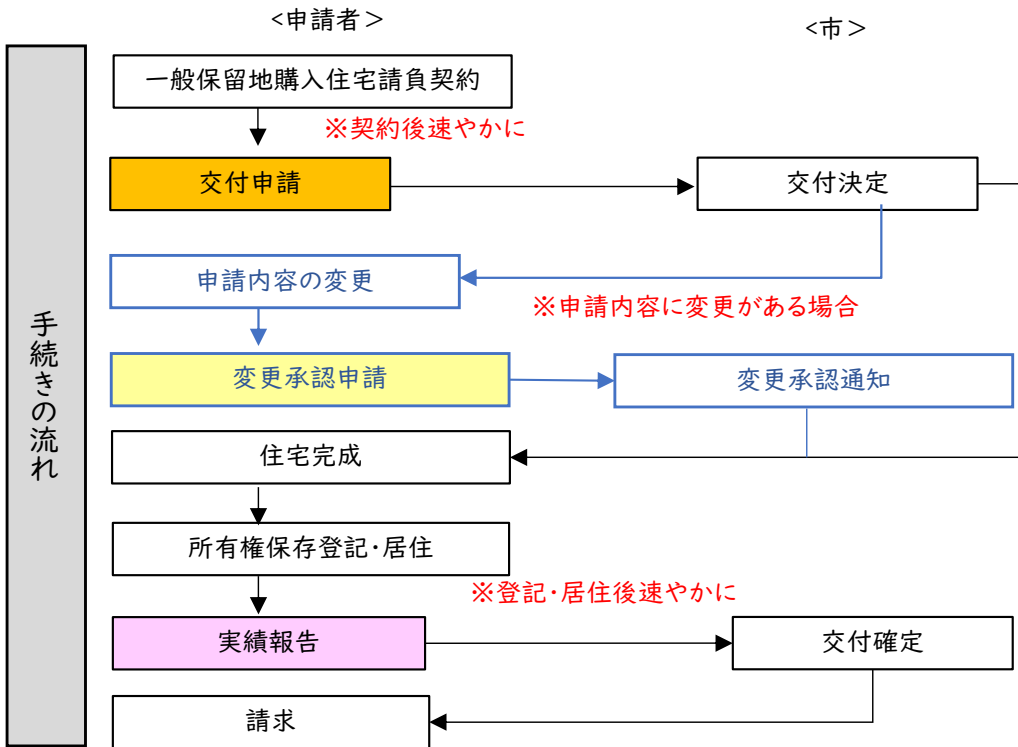 <申請者>
<市>
手続きの流れ
一般保留地購入住宅請負契約
※契約後速やかに
交付申請
交付決定
申請内容の変更
※申請内容に変更がある場合
変更承認申請
変更承認通知
住宅完成
所有権保存登記・居住
※登記・居住後速やかに
実績報告
交付確定
請求